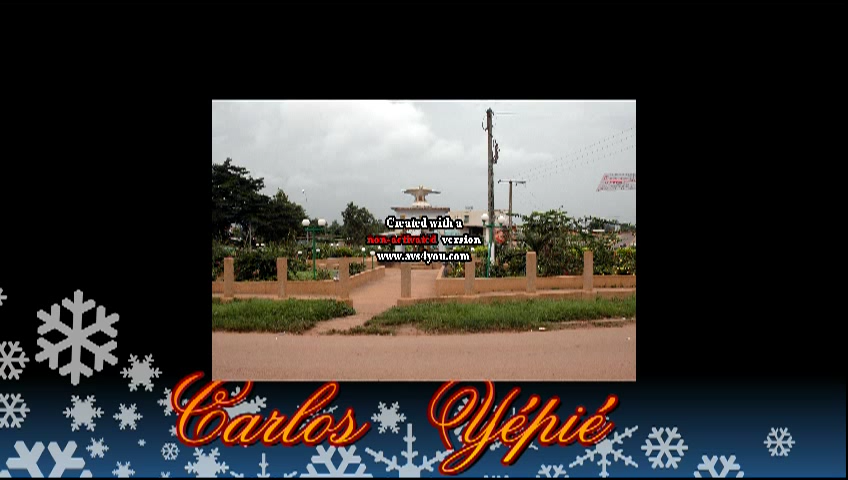 Created with a
non-activated version
www.avs4you.com
Carlos Yépié